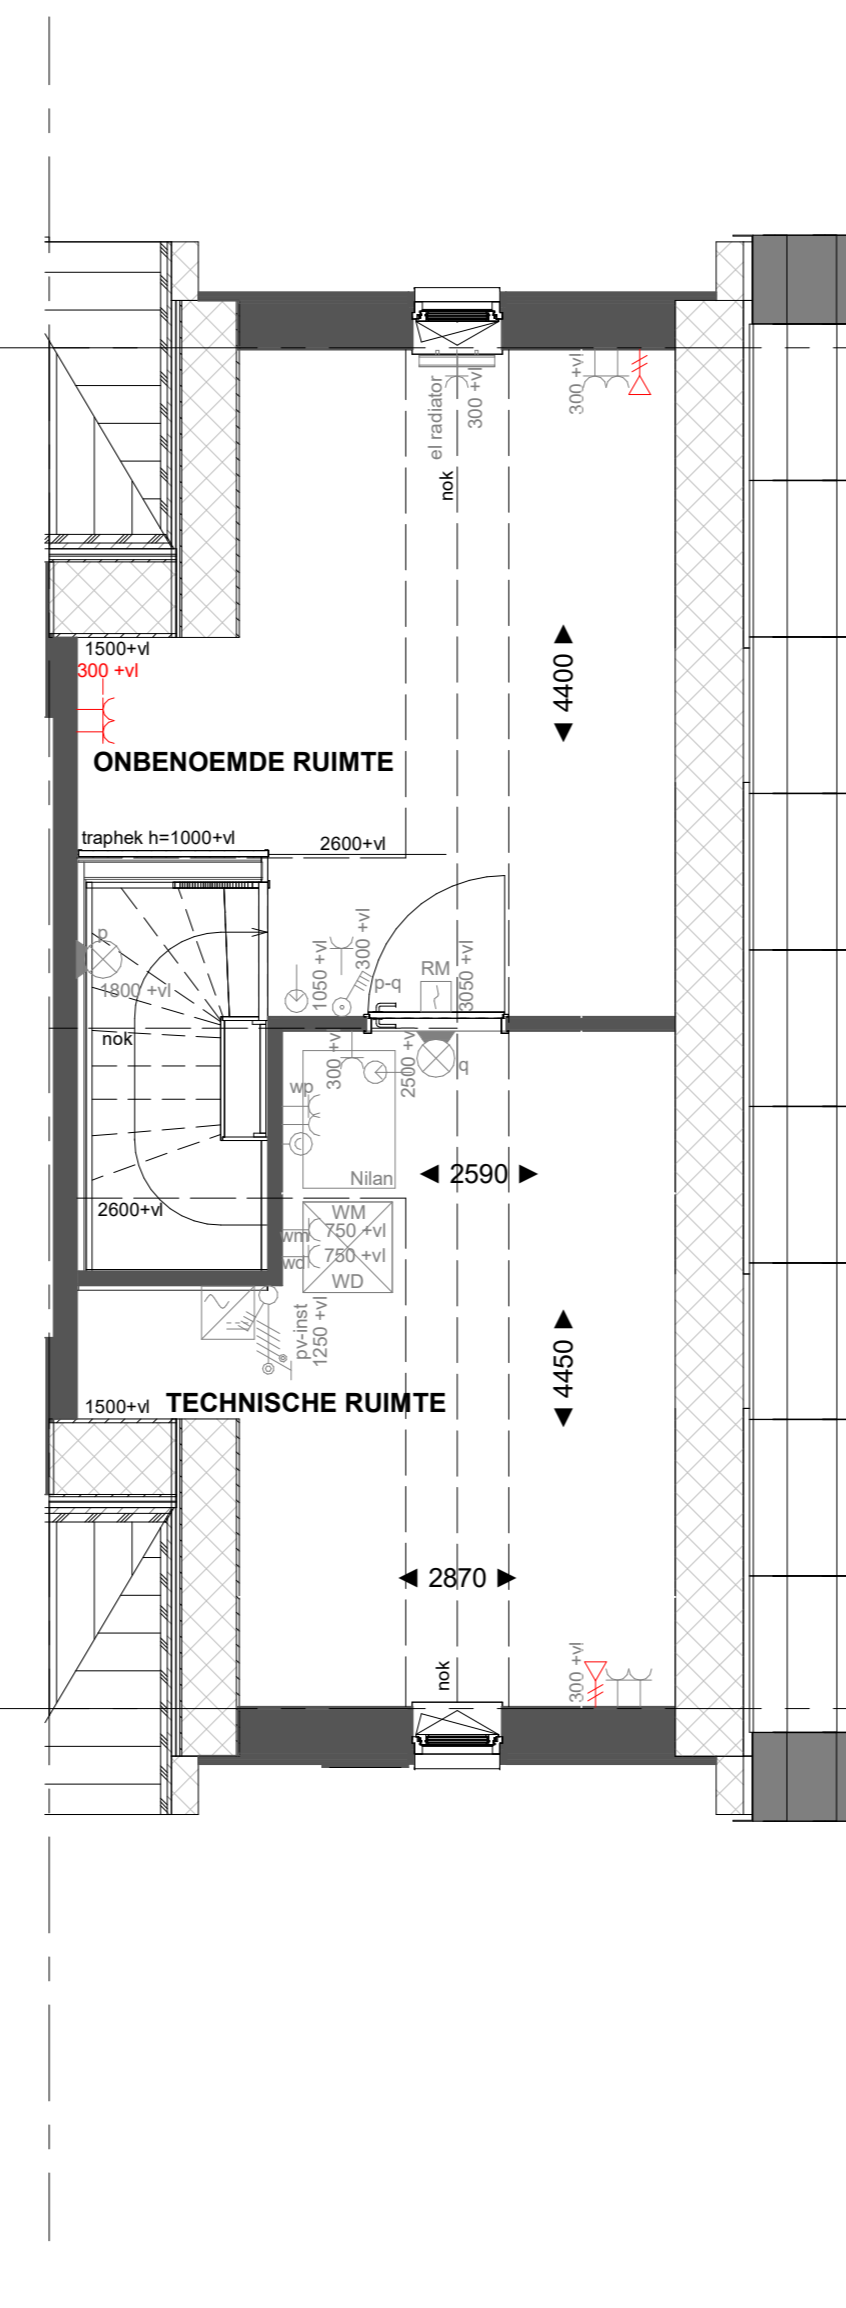 el radiator
300 +vl
300 +vl
nok
1500+vl
300 +vl
4400
ONBENOEMDE RUIMTE
traphek h=1000+vl
2600+vl
p
1800 +vl
1050 +vl
300 +vl
p-q
RM
3050 +vl
nok
300 +vl
2500 +vl
q
wp
Nilan
2590
2600+vl
WM
wm
750 +vl
wd
750 +vl
WD
pv-inst
1250 +vl
4450
1500+vl
TECHNISCHE RUIMTE
2870
nok
300 +vl